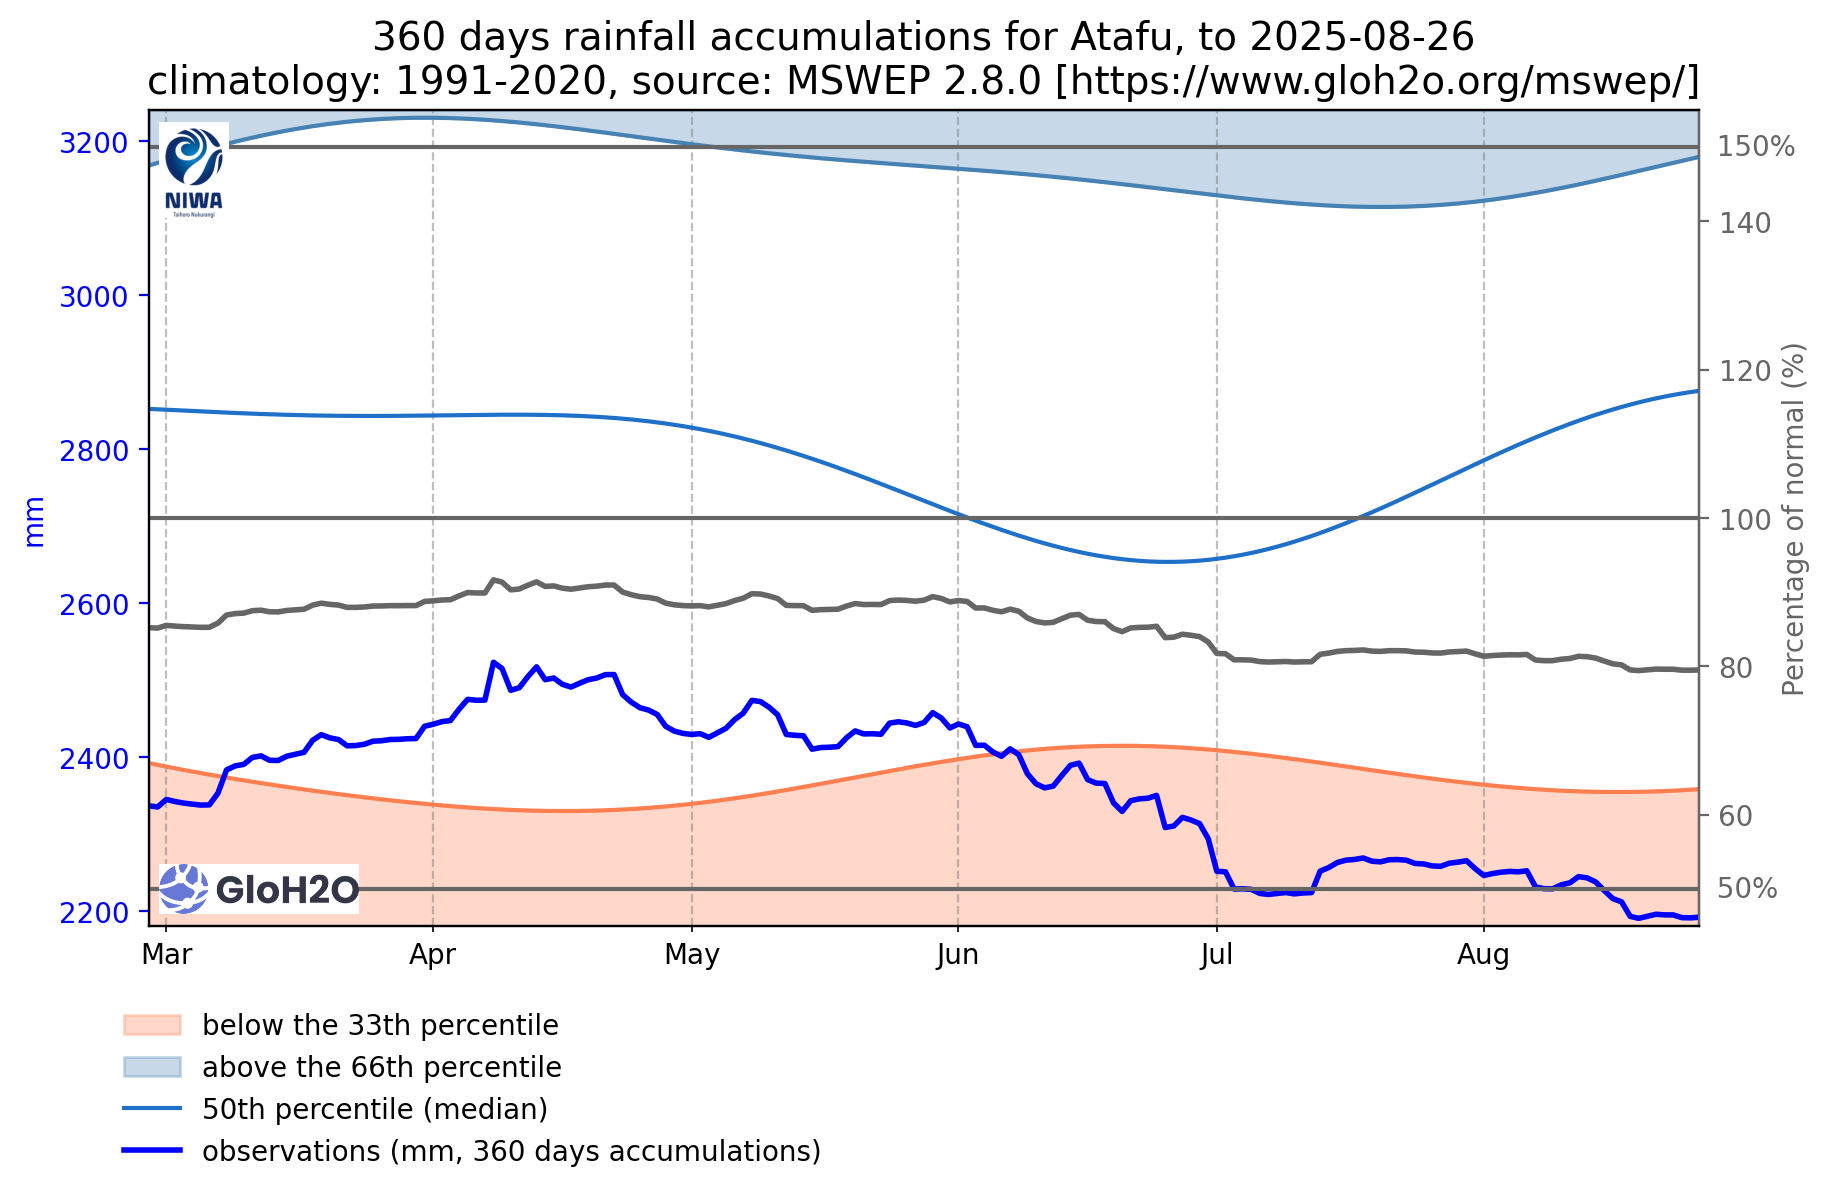 360 days rainfall accumulations for Atafu, to 2025-08-26
climatology: 1991-2020, source: MSWEP 2.8.0 [https://www.gloh2o.org/mswep/]
3200
3000
2800
2600
2400
2200
mm
150%
140
120
100
80
60
50%
Percentage of normal (%)
NIWA
Taihoro Nukurangi
GloH2O
Mar
Apr
May
Jun
Jul
Aug
below the 33th percentile
above the 66th percentile
50th percentile (median)
observations (mm, 360 days accumulations)